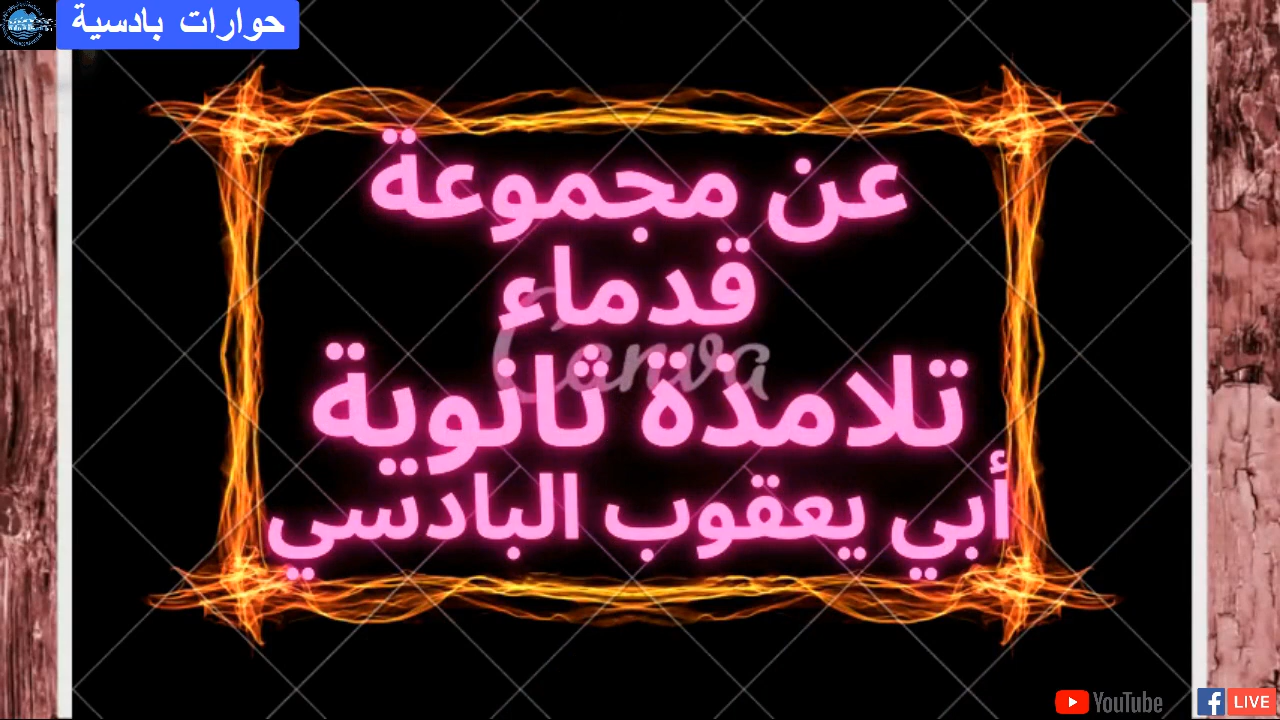 حوارات بادسية
عن مجموعة
قدماء
Canva
تلامذة ثانوية
أبي يعقوب البادسي
YouTube
f LIVE